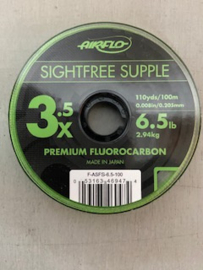 AIRFLO
SIGHTFREE SUPPLE
3.5x
110yds/100m
0.008in/0.205mm
6.5lb
2.94kg
PREMIUM FLUOROCARBON
MADE IN JAPAN
F-ASFS-6.5-100